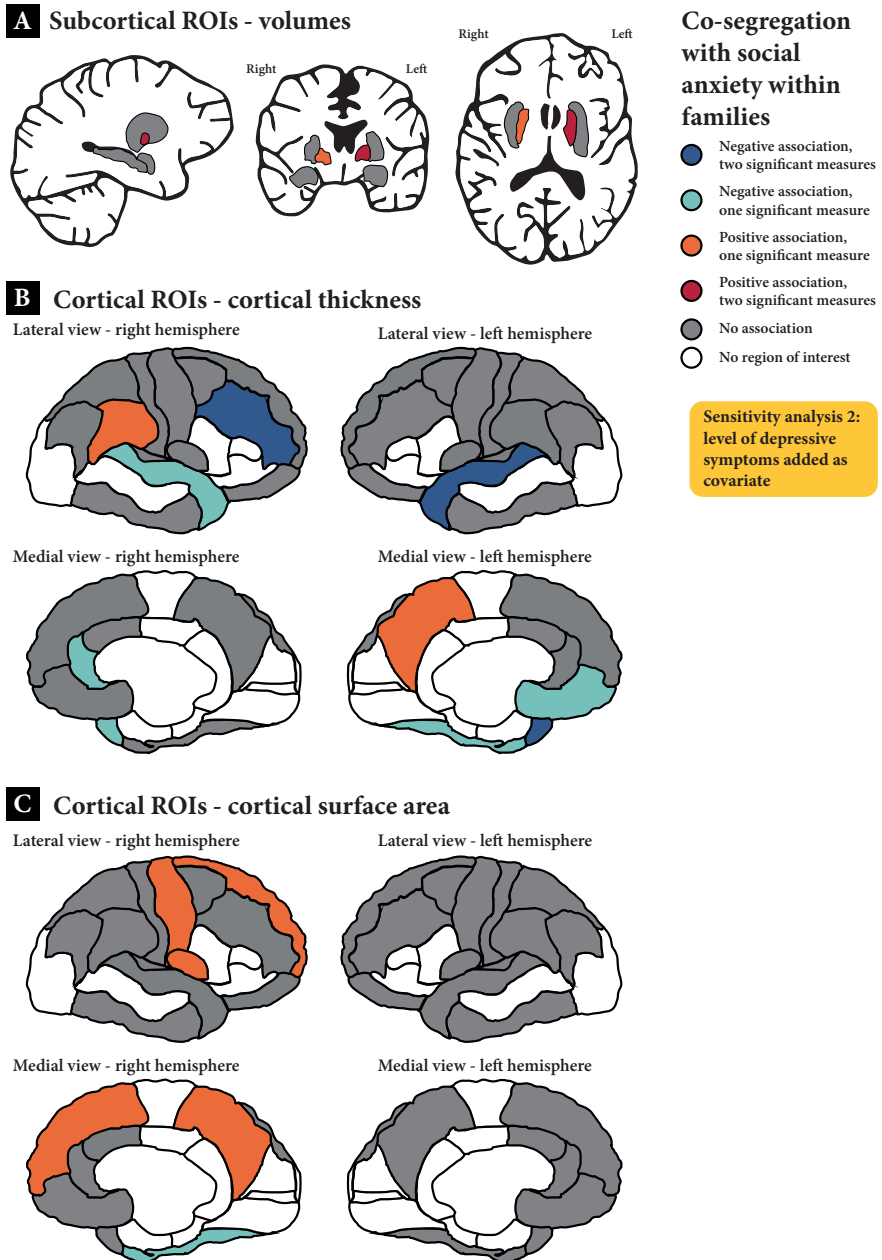 A Subcortical ROIs - volumes
Right
Left
Right
Left
Co-segregation
with social
anxiety within
families
Negative association,
two significant measures
Negative association,
one significant measure
Positive association,
one significant measure
Positive association,
two significant measures
No association
No region of interest
Sensitivity analysis 2:
level of depressive
symptoms added as
covariate
B Cortical ROIs - cortical thickness
Lateral view - right hemisphere
Lateral view - left hemisphere
Medial view - right hemisphere
Medial view - left hemisphere
C Cortical ROIs - cortical surface area
Lateral view - right hemisphere
Lateral view - left hemisphere
Medial view - right hemisphere
Medial view - left hemisphere